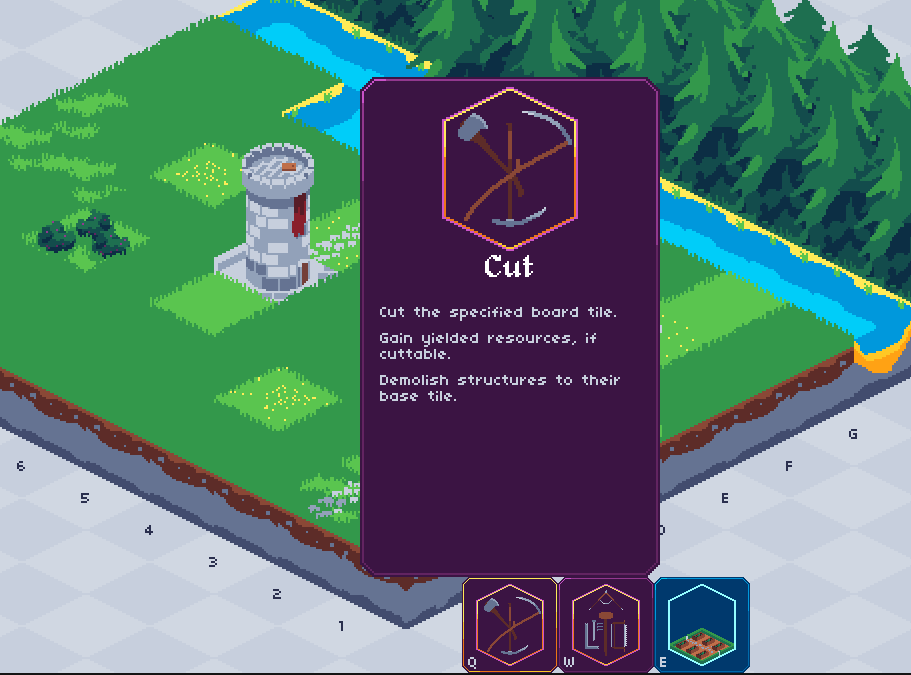 Cut
Cut the specified board tile.
Gain yielded resources, if
cuttable.
Demolish structures to their
base tile.
6
5
4
3
2
1
D
E
F
G
Q
W
E